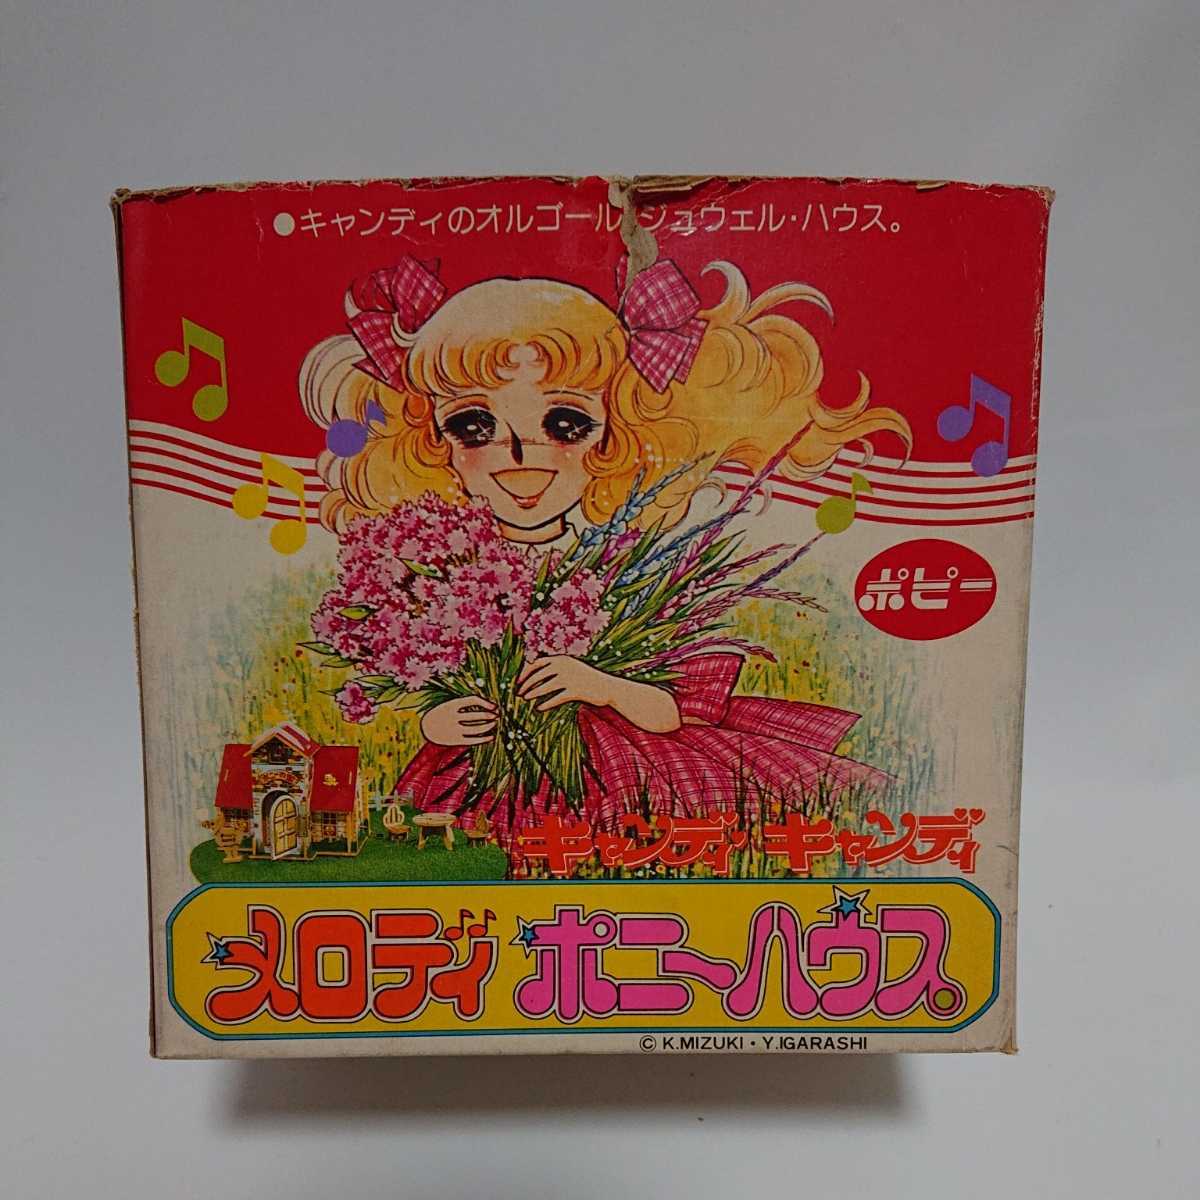 ●キャンディのオルゴール・ジュウェル・ハウス。
ポピー
キャンディ キャンディ
メロディ ポニーハウス
© K.MIZUKI・Y.IGARASHI